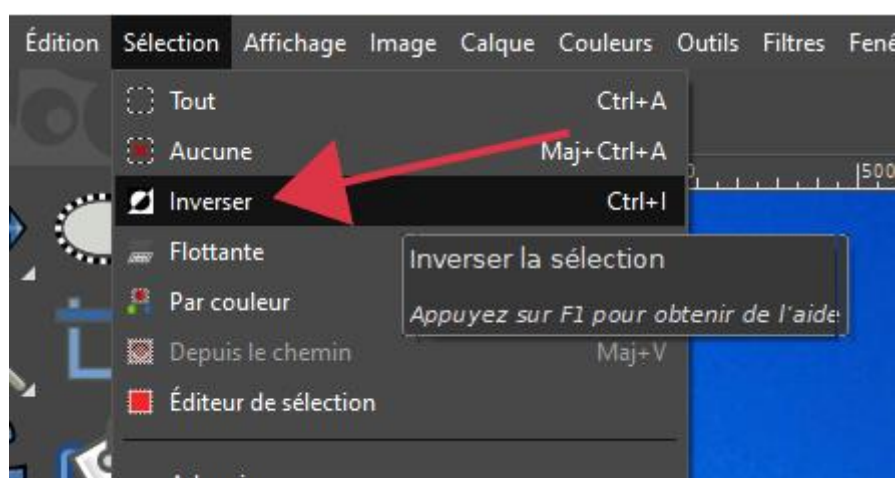 Édition Sélection Affichage Image Calque Couleurs Outils Filtres
Tout Ctrl+A
Aucune Maj+Ctrl+A
500
Inverser Ctrl+I
Flottante
Inverser la sélection
Par couleur
Appuyez sur F1 pour obtenir de l'aide
Depuis le chemin Maj+V
Éditeur de sélection